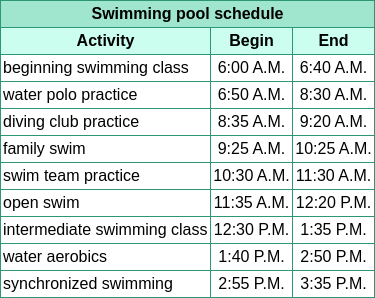 Swimming pool schedule
Activity Begin End
beginning swimming class 6:00 A.M. 6:40 A.M.
water polo practice 6:50 A.M. 8:30 A.M.
diving club practice 8:35 A.M. 9:20 A.M.
family swim 9:25 A.M. 10:25 A.M.
swim team practice 10:30 A.M. 11:30 A.M.
open swim 11:35 A.M. 12:20 P.M.
intermediate swimming class 12:30 P.M. 1:35 P.M.
water aerobics 1:40 P.M. 2:50 P.M.
synchronized swimming 2:55 P.M. 3:35 P.M.